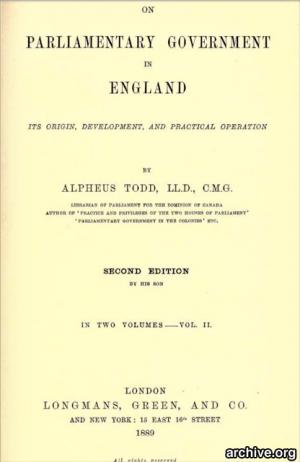 ON
PARLIAMENTARY GOVERNMENT
IN
ENGLAND
ITS ORIGIN, DEVELOPMENT, AND PRACTICAL OPERATION
BY
ALPHEUS TODD, LL.D., C.M.G.
LIBRARIAN OF PARLIAMENT FOR THE DOMINION OF CANADA
AUTHOR OF 'PRACTICE AND PRIVILEGES OF THE TWO HOUSES OF PARLIAMENT'
'PARLIAMENTARY GOVERNMENT IN THE COLONIES' ETC.
SECOND EDITION
BY HIS SON
IN TWO VOLUMES—VOL. II.
LONDON
LONGMANS, GREEN, AND CO.
AND NEW YORK: 15 EAST 16th STREET
1889
All rights reserved
archive.org